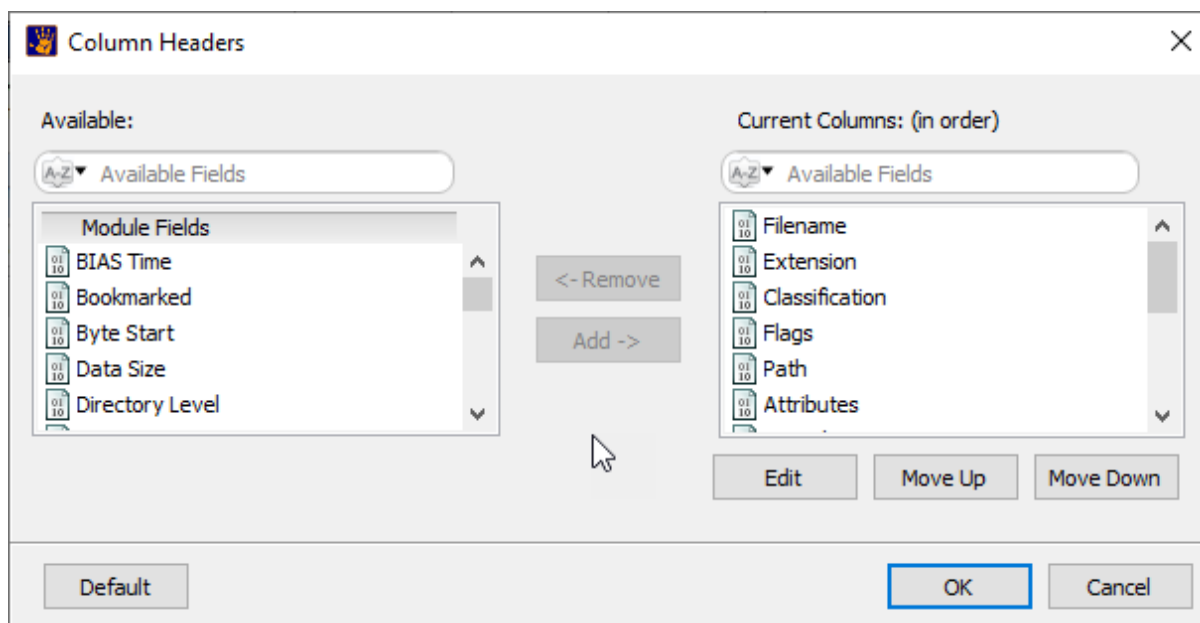 Column Headers
Available:
A-Z Available Fields
Module Fields
BIAS Time
Bookmarked
Byte Start
Data Size
Directory Level
<- Remove
Add ->
Current Columns: (in order)
A-Z Available Fields
Filename
Extension
Classification
Flags
Path
Attributes
Edit
Move Up
Move Down
Default
OK
Cancel